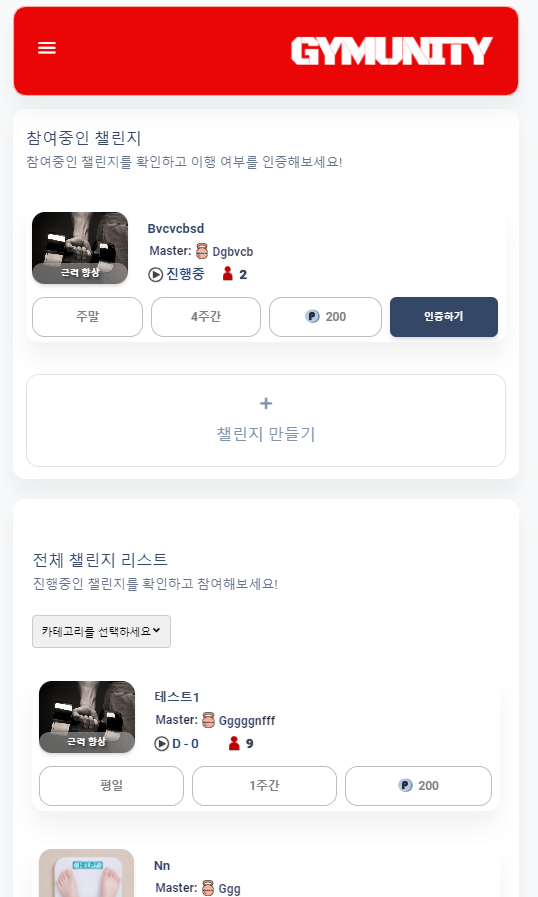 GYMUNITY
참여중인 챌린지
참여중인 챌린지를 확인하고 이행 여부를 인증해보세요!
Bvcvcbsd
Master: Dgbvcb
근력 향상
진행중 2
주말 4주간 P 200 인증하기
+
챌린지 만들기
전체 챌린지 리스트
진행중인 챌린지를 확인하고 참여해보세요!
카테고리를 선택하세요
테스트1
Master: Gggggnfff
근력 향상
D - 0 9
평일 1주간 P 200
HELP!
Nn
Master: Ggg